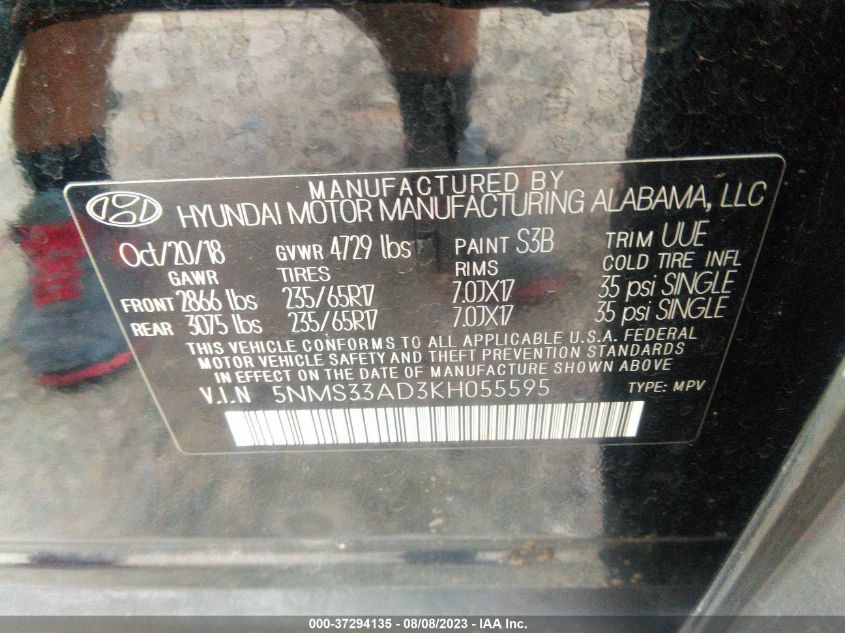 MANUFACTURED BY
HYUNDAI MOTOR MANUFACTURING ALABAMA, LLC
Oct/20/18 GVWR 4729 lbs PAINT S3B TRIM UUE
GAWR TIRES RIMS COLD TIRE INFL
FRONT 2866 lbs 235/65R17 7.0JX17 35 psi SINGLE
REAR 3075 lbs 235/65R17 7.0JX17 35 psi SINGLE
THIS VEHICLE CONFORMS TO ALL APPLICABLE U.S.A. FEDERAL
MOTOR VEHICLE SAFETY AND THEFT PREVENTION STANDARDS
IN EFFECT ON THE DATE OF MANUFACTURE SHOWN ABOVE
V.I.N 5NMS33AD3KH055595 TYPE: MPV
000-37294135 - 08/08/2023 - IAA Inc.